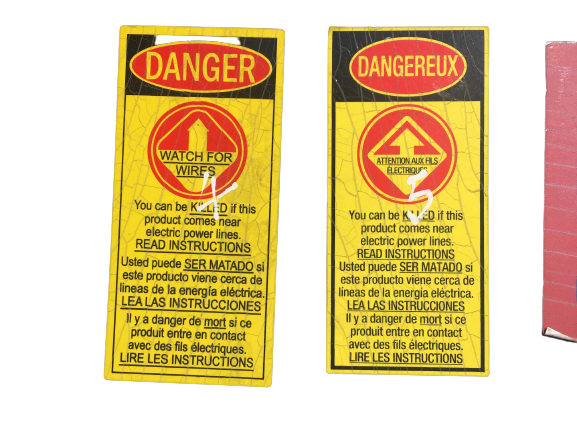 DANGER
WATCH FOR
WIRES
You can be KILLED if this
product comes near
electric power lines.
READ INSTRUCTIONS
Usted puede SER MATADO si
este producto viene cerca de
líneas de la energía eléctrica.
LEA LAS INSTRUCCIONES
Il y a danger de mort si ce
produit entre en contact
avec des fils électriques.
LIRE LES INSTRUCTIONS
DANGEREUX
ATTENTION AUX FILS
ÉLECTRIQUES
5
You can be KILLED if this
product comes near
electric power lines.
READ INSTRUCTIONS
Usted puede SER MATADO si
este producto viene cerca de
líneas de la energía eléctrica.
LEA LAS INSTRUCCIONES
Il y a danger de mort si ce
produit entre en contact
avec des fils électriques.
LIRE LES INSTRUCTIONS